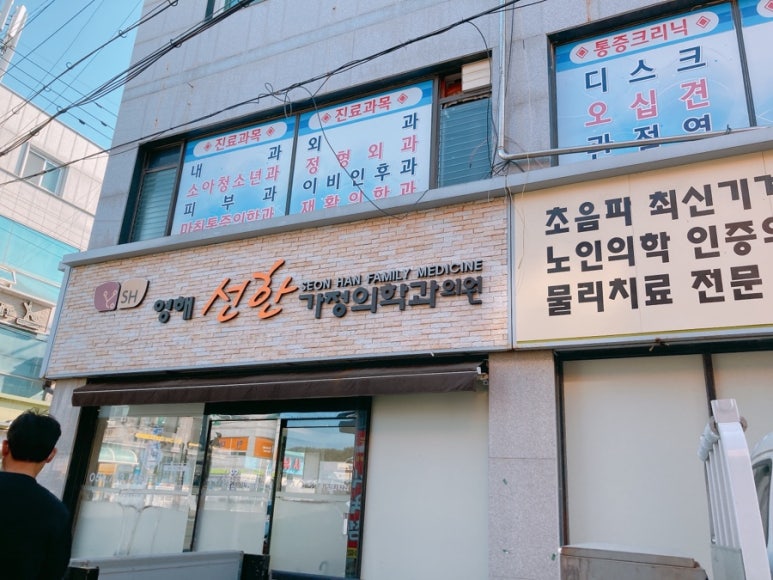 진료과목
내 과
소아청소년과
피 부 과
마취통증의학과
진료과목
외 과
정 형 외 과
이비인후과
재활의학과
통증크리닉
디 스 크
오 십 견
관 절 염
SH
영해 선한 가정의학과의원
SEON HAN FAMILY MEDICINE
초음파 최신기
노인의학 인증의
물리치료 전문